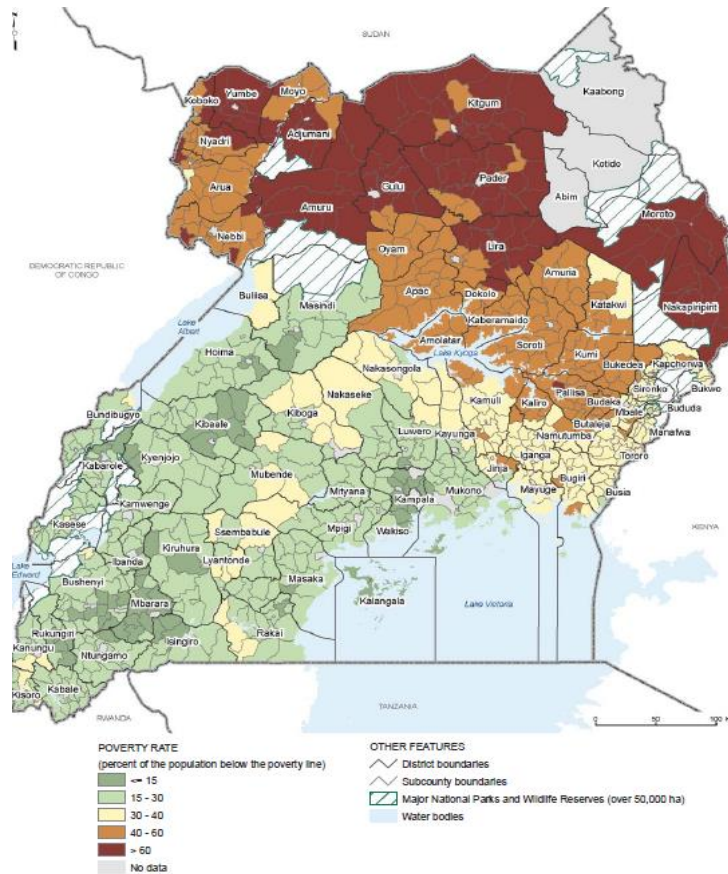 SUDAN
Kaabong
Koboko
Yumbe
Moyo
Kitgum
Adjumani
Nyadri
Kotido
Pader
Arua
Gulu
Abim
Amuru
Moroto
Nebbi
Oyam
Lira
DEMOCRATIC REPUBLIC
OF CONGO
Amuria
Nakapiripirit
Buliisa
Apac
Dokolo
Katakwi
Masindi
Kaberamaido
Lake
Albert
Amolatar
Soroti
Kumi
Hoima
Lake Kyoga
Bukedea
Nakasongola
Kapchorwa
Pallisa
Sironko
Bukwo
Bundibugyo
Nakaseke
Kamuli
Kaliro
Budaka
Mbale
Bududa
Kibaale
Kiboga
Butaleja
Manafwa
Luwero
Kayunga
Namutumba
Kabarole
Kyenjojo
Iganga
Tororo
Mubende
Jinja
Bugiri
Kamwenge
Mityana
Mukono
Kampala
Mayuge
Busia
Kasese
Ssembabule
Mpigi
Wakiso
KENYA
Lake
Edward
Ibanda
Kiruhura
Lyantonde
Bushenyi
Masaka
Mbarara
Kalangala
Lake Victoria
Rukungiri
Isingiro
Rakai
Kanungu
Ntungamo
Kisoro
Kabale
TANZANIA
RWANDA
0 50 100
POVERTY RATE
(percent of the population below the poverty line)
<= 15
15 - 30
30 - 40
40 - 60
> 60
No data
OTHER FEATURES
District boundaries
Subcounty boundaries
Major National Parks and Wildlife Reserves (over 50,000 ha)
Water bodies